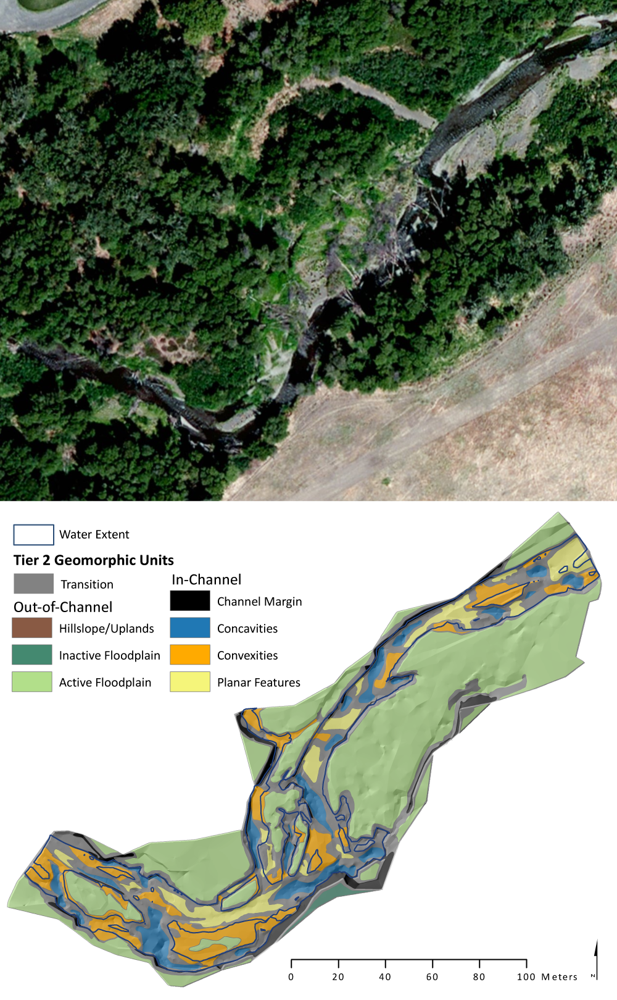 Water Extent
Tier 2 Geomorphic Units
Transition
Out-of-Channel
Hillslope/Uplands
Inactive Floodplain
Active Floodplain
In-Channel
Channel Margin
Concavities
Convexities
Planar Features
0 20 40 60 80 100 Meters
N